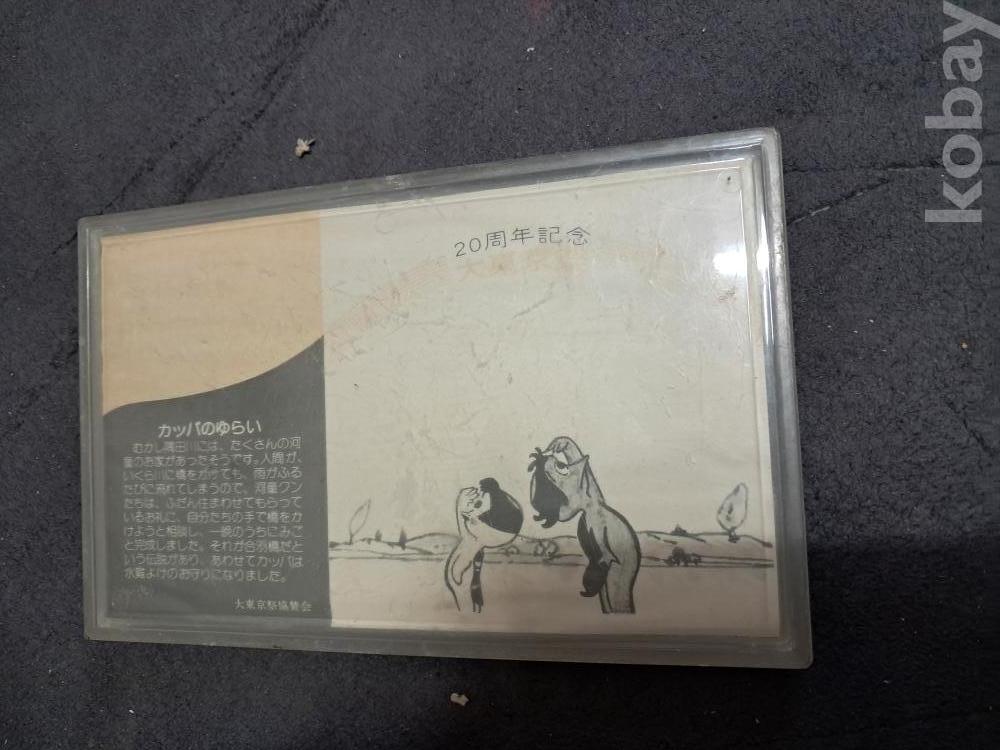 kobay
20周年記念
カッパのゆらい
むかし隅田川には、たくさんの河
童のお家があったそうです。人間が、
いくら川に橋をかけても、雨がふる
たびに流れてしまうので、河童クン
たちは、ふだん住まわせてもらって
いるお礼に、自分たちの手で橋をか
けようと相談し、一晩のうちにみご
と完成しました。それが合羽橋だと
いう伝説があり、あわせてカッパは
水難よけのお守りになりました。
大東京祭協賛会